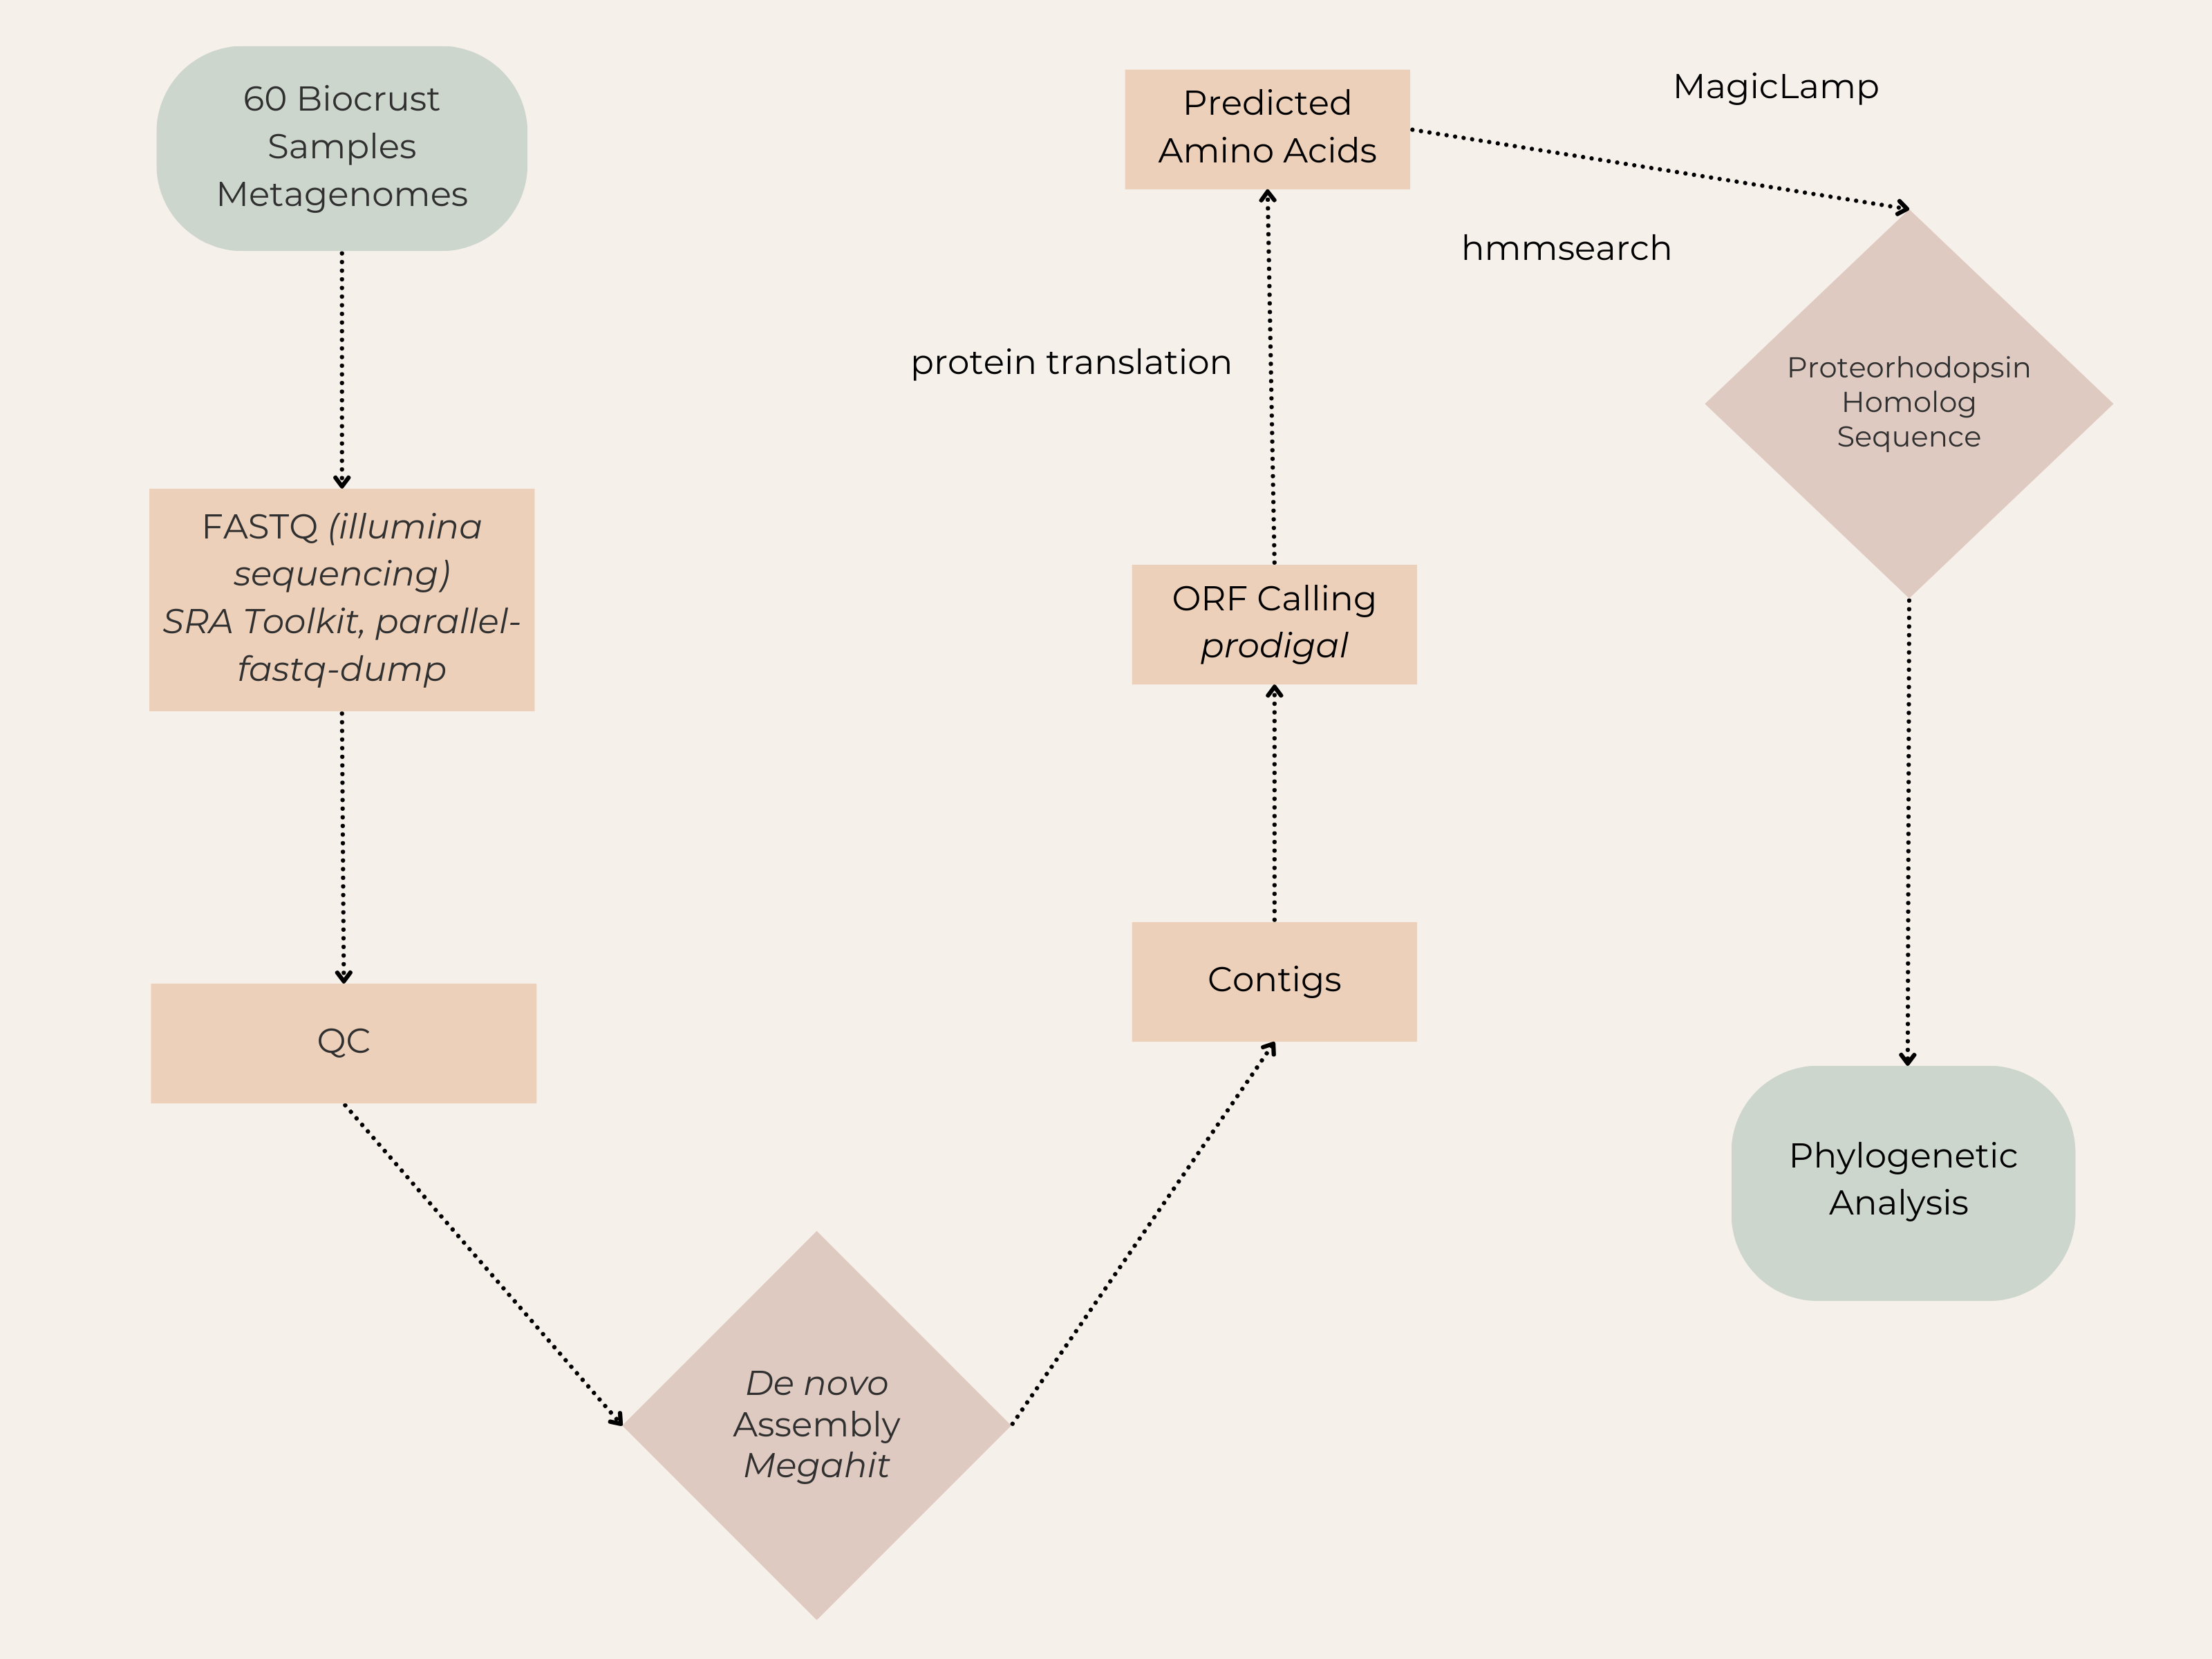 60 Biocrust
Samples
Metagenomes
FASTQ (illumina
sequencing)
SRA Toolkit, parallel-
fastq-dump
QC
De novo
Assembly
Megahit
Contigs
ORF Calling
prodigal
protein translation
Predicted
Amino Acids
MagicLamp
hmmsearch
Proteorhodopsin
Homolog
Sequence
Phylogenetic
Analysis